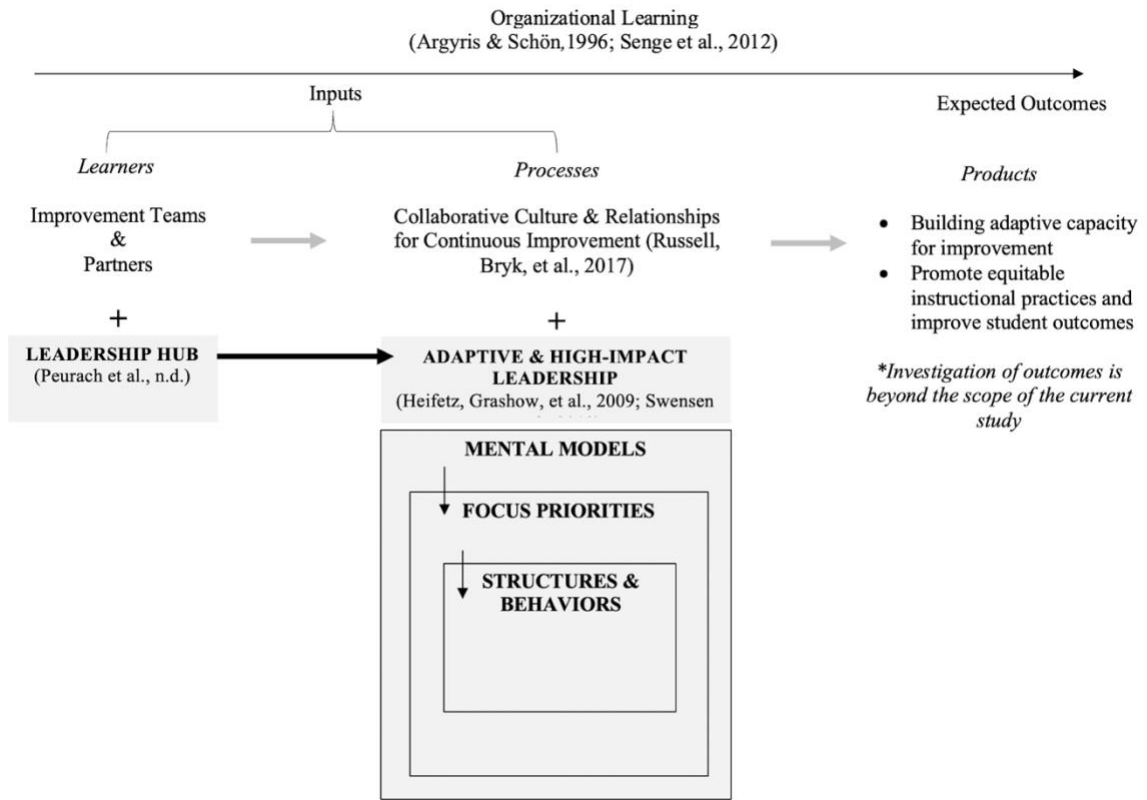 Organizational Learning
(Argyris & Schön,1996; Senge et al., 2012)
Inputs
Expected Outcomes
Learners
Processes
Products
Improvement Teams
&
Partners
Collaborative Culture & Relationships
for Continuous Improvement (Russell,
Bryk, et al., 2017)
• Building adaptive capacity
for improvement
• Promote equitable
instructional practices and
improve student outcomes
+
+
LEADERSHIP HUB
(Peurach et al., n.d.)
ADAPTIVE & HIGH-IMPACT
LEADERSHIP
(Heifetz, Grashow, et al., 2009; Swensen
*Investigation of outcomes is
beyond the scope of the current
study
MENTAL MODELS
FOCUS PRIORITIES
STRUCTURES &
BEHAVIORS